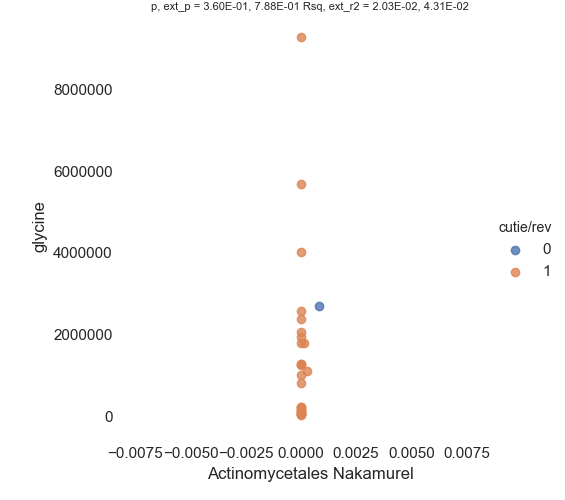 p, ext_p = 3.60E-01, 7.88E-01 Rsq, ext_r2 = 2.03E-02, 4.31E-02
8000000
6000000
4000000
2000000
0
glycine
cutie/rev
0
1
−0.0075 −0.0050 −0.0025 0.0000 0.0025 0.0050 0.0075
Actinomycetales Nakamurel